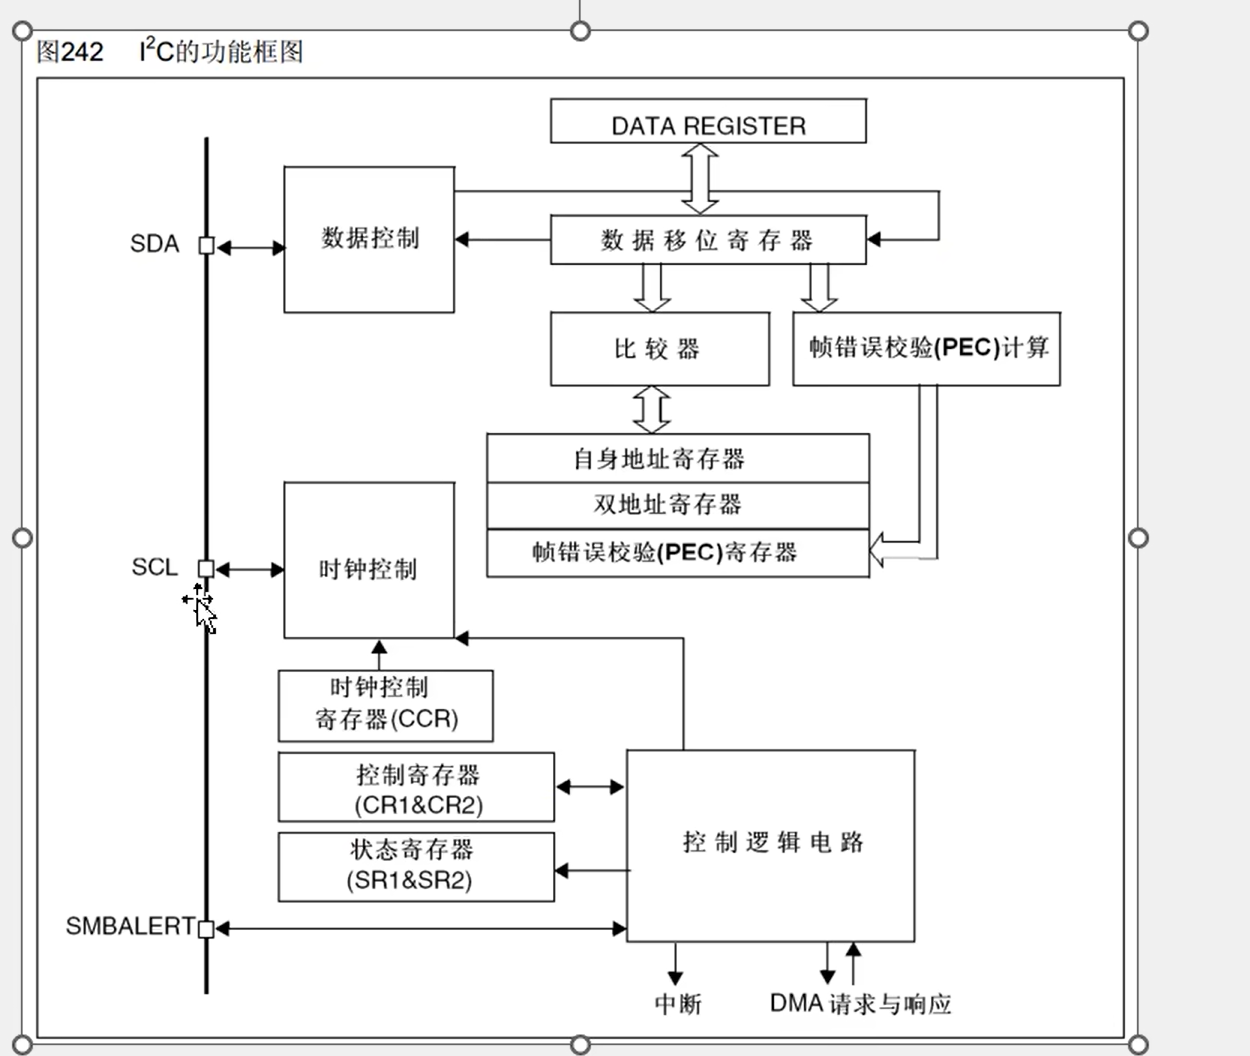 图242 I²C的功能框图
DATA REGISTER
SDA
数据控制
数据移位寄存器
比较器
帧错误校验(PEC)计算
自身地址寄存器
双地址寄存器
帧错误校验(PEC)寄存器
SCL
时钟控制
时钟控制
寄存器(CCR)
控制寄存器
(CR1&CR2)
控制逻辑电路
状态寄存器
(SR1&SR2)
SMBALERT
中断
DMA 请求与响应